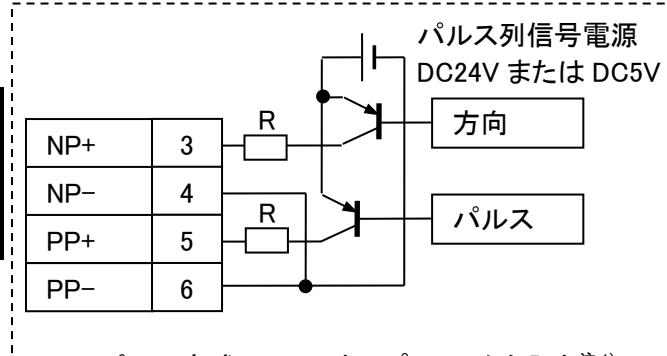 パルス列信号電源
DC24V または DC5V
方向
R
NP+ 3
NP- 4
R
パルス
PP+ 5
PP- 6